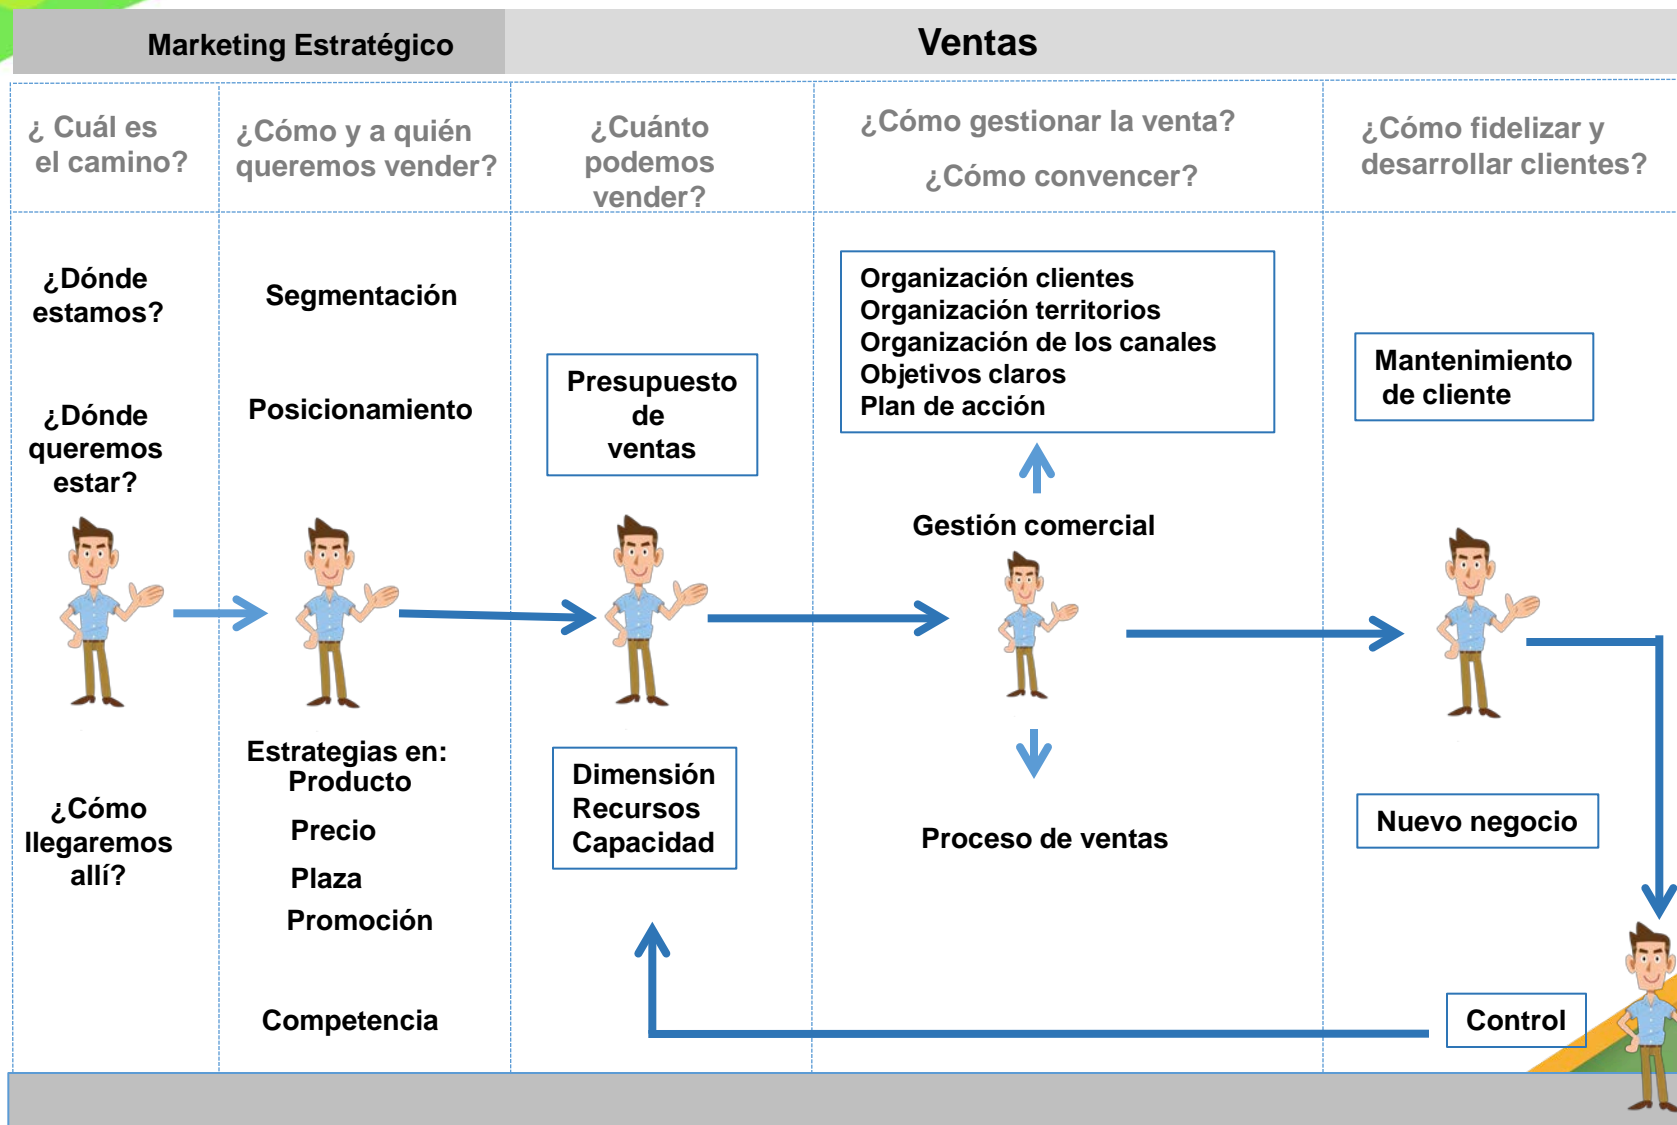 Marketing Estratégico
Ventas
¿ Cuál es
el camino?
¿Cómo y a quién
queremos vender?
¿Cuánto
podemos
vender?
¿Cómo gestionar la venta?
¿Cómo convencer?
¿Cómo fidelizar y
desarrollar clientes?
¿Dónde
estamos?
¿Dónde
queremos
estar?
¿Cómo
llegaremos
allí?
Segmentación
Posicionamiento
Estrategias en:
Producto
Precio
Plaza
Promoción
Competencia
Presupuesto
de
ventas
Dimensión
Recursos
Capacidad
Organización clientes
Organización territorios
Organización de los canales
Objetivos claros
Plan de acción
Gestión comercial
Proceso de ventas
Mantenimiento
de cliente
Nuevo negocio
Control